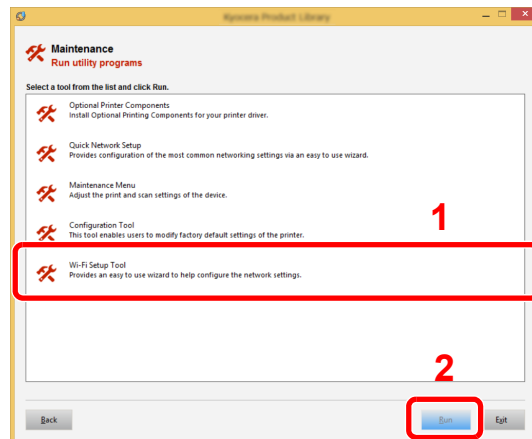 Kyocera Product Library
Maintenance
Run utility programs
Select a tool from the list and click Run.
Optional Printer Components
Install Optional Printing Components for your printer driver.
Quick Network Setup
Provides configuration of the most common networking settings via an easy to use wizard.
Maintenance Menu
Adjust the print and scan settings of the device.
1
Configuration Tool
This tool enables users to modify factory default settings of the printer.
Wi-Fi Setup Tool
Provides an easy to use wizard to help configure the network settings.
2
Back
Run
Exit